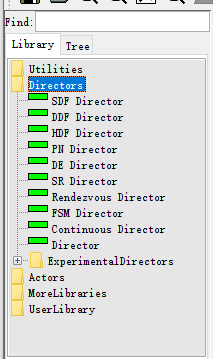 Find:
Library Tree
Utilities
Directors
SDF Director
DDF Director
HDF Director
PN Director
DE Director
SR Director
Rendezvous Director
FSM Director
Continuous Director
Director
ExperimentalDirectors
Actors
MoreLibraries
UserLibrary